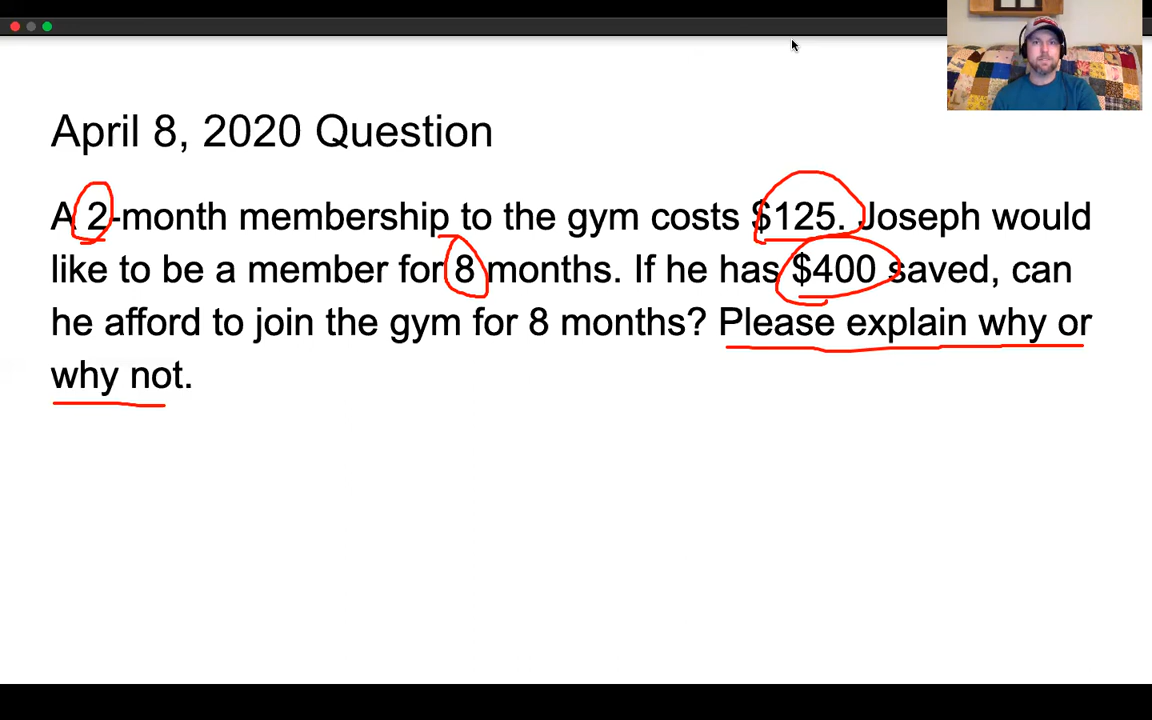 April 8, 2020 Question
A 2-month membership to the gym costs $125. Joseph would
like to be a member for 8 months. If he has $400 saved, can
he afford to join the gym for 8 months? Please explain why or
why not.